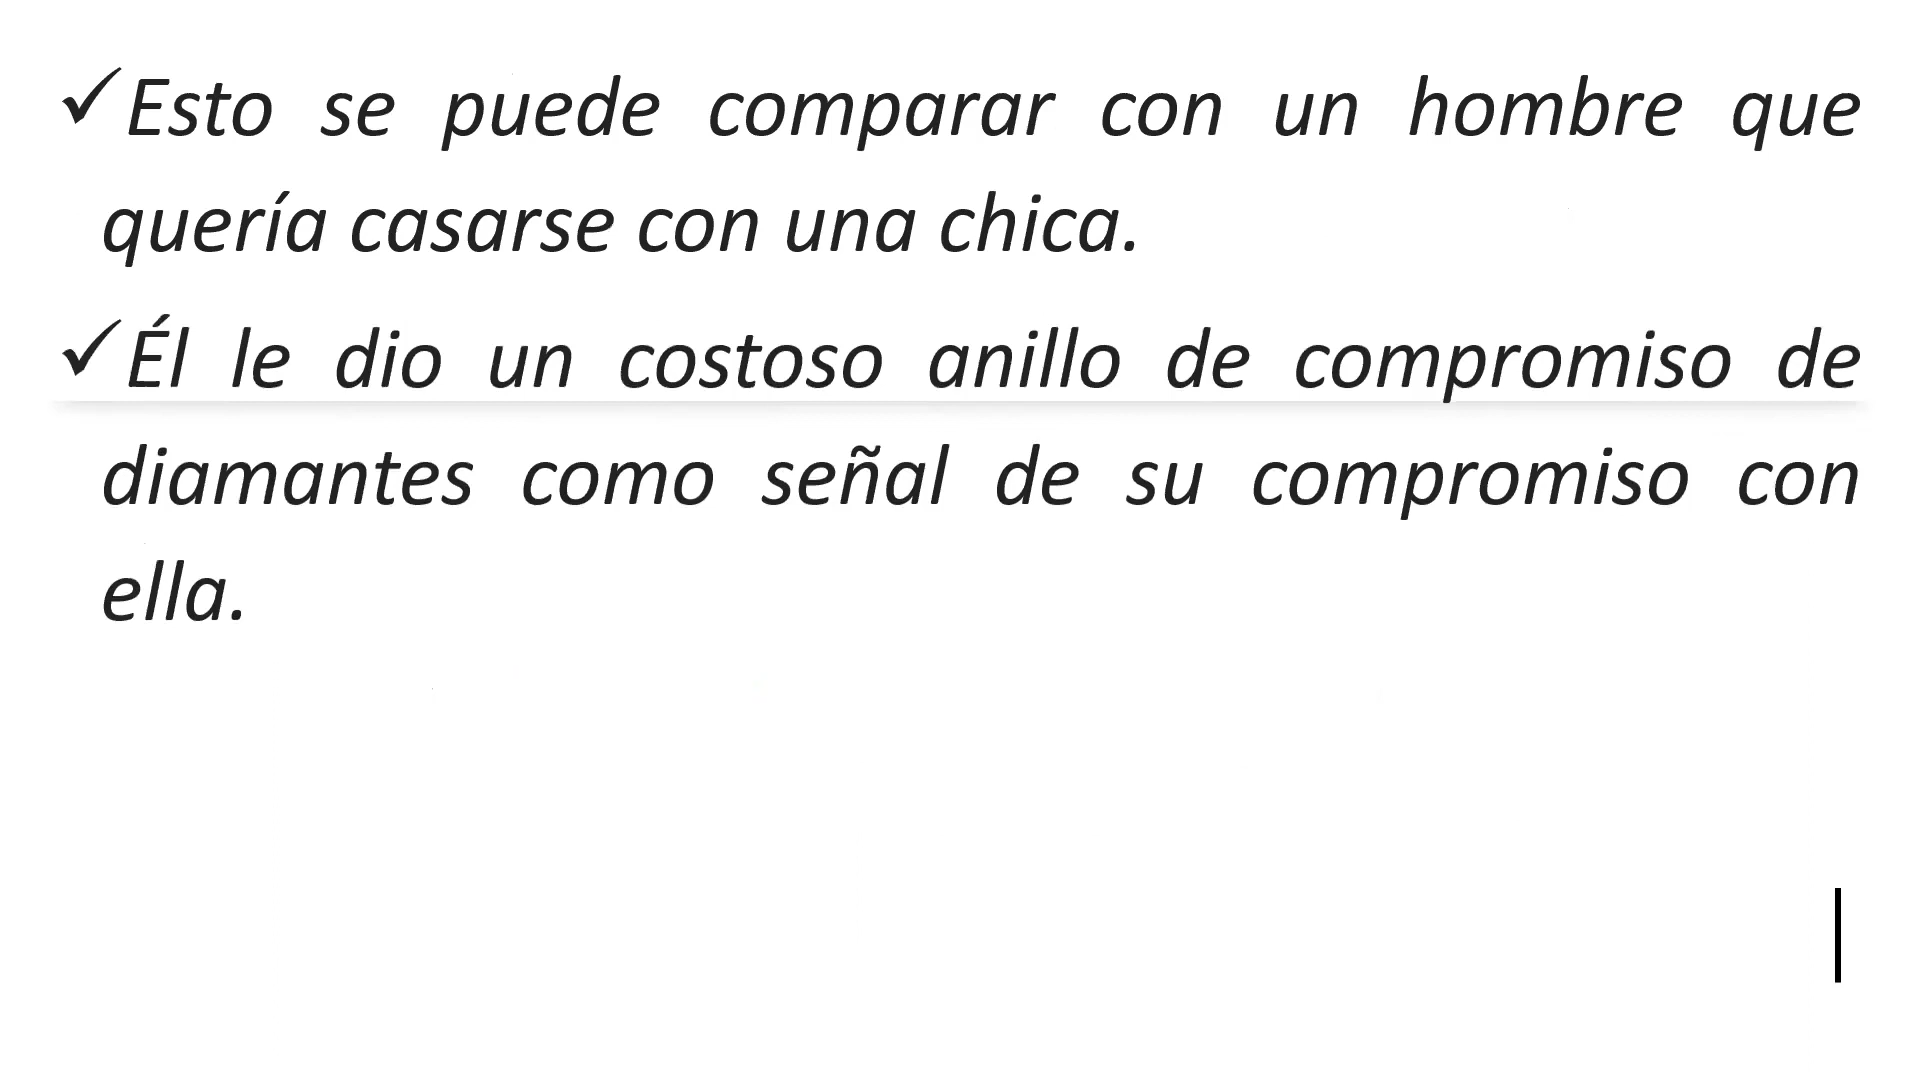 ✓Esto se puede comparar con un hombre que
quería casarse con una chica.
✓Él le dio un costoso anillo de compromiso de
diamantes como señal de su compromiso con
ella.